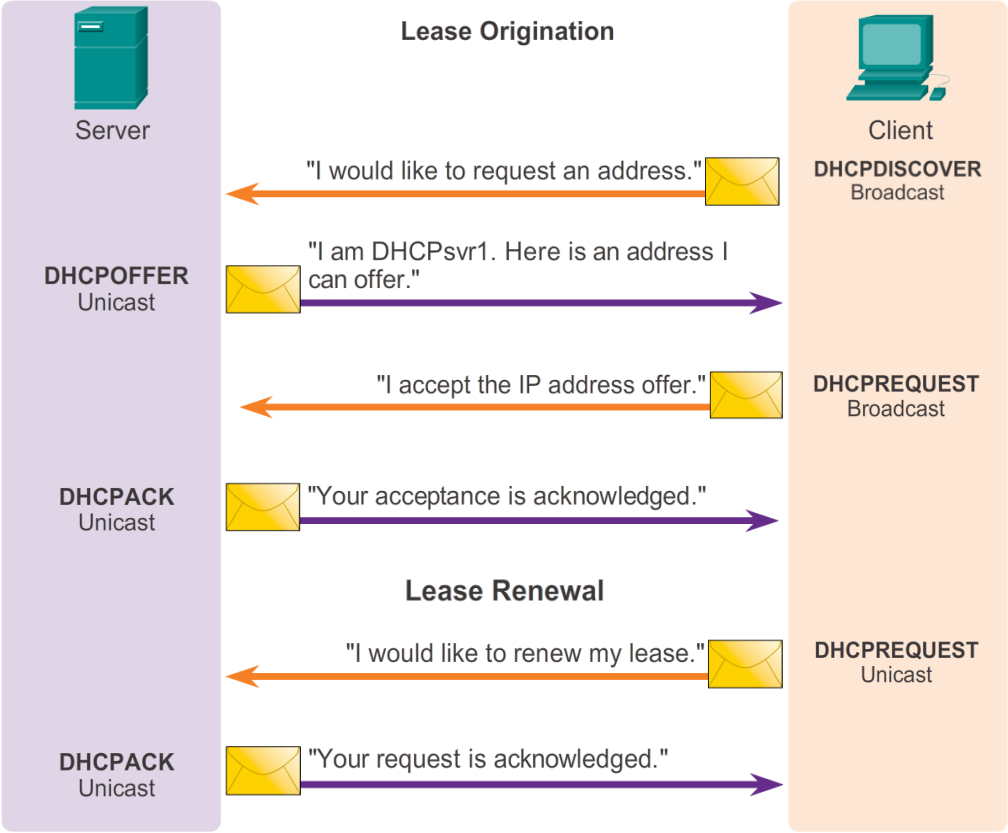 Lease Origination
Server
Client
"I would like to request an address."
DHCPDISCOVER
Broadcast
"I am DHCPsvr1. Here is an address I
can offer."
DHCPOFFER
Unicast
"I accept the IP address offer."
DHCPREQUEST
Broadcast
DHCPACK
Unicast
"Your acceptance is acknowledged."
Lease Renewal
"I would like to renew my lease."
DHCPREQUEST
Unicast
DHCPACK
Unicast
"Your request is acknowledged."